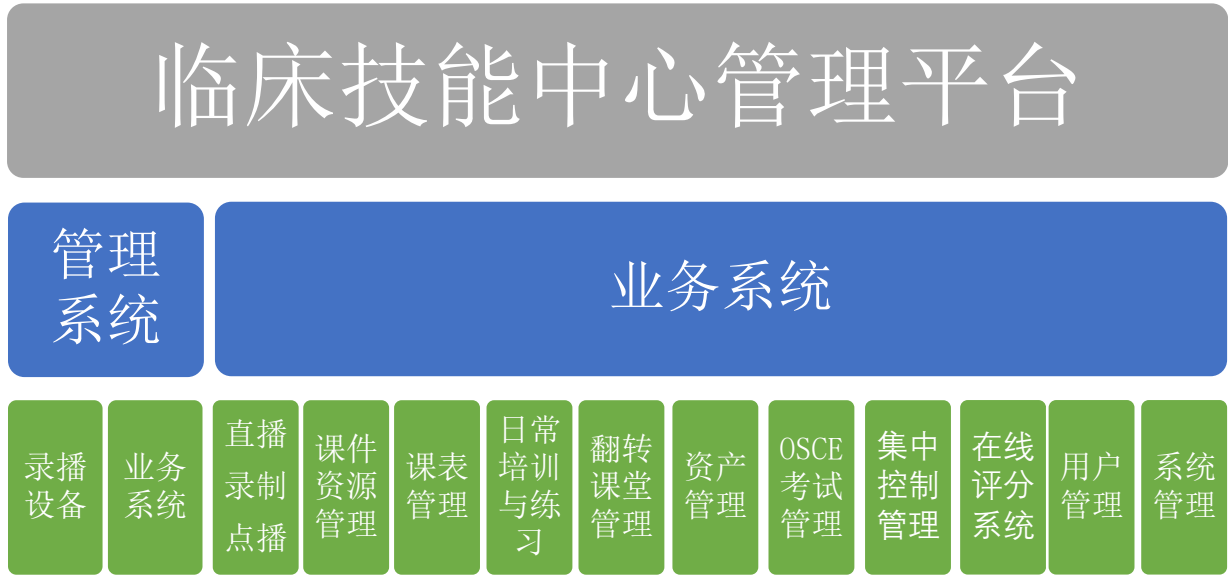 临床技能中心管理平台
管理
系统
业务系统
录播
设备
业务
系统
直播
录制
点播
课件
资源
管理
课表
管理
日常
培训
与练
习
翻转
课堂
管理
资产
管理
OSCE
考试
管理
集中
控制
管理
在线
评分
系统
用户
管理
系统
管理